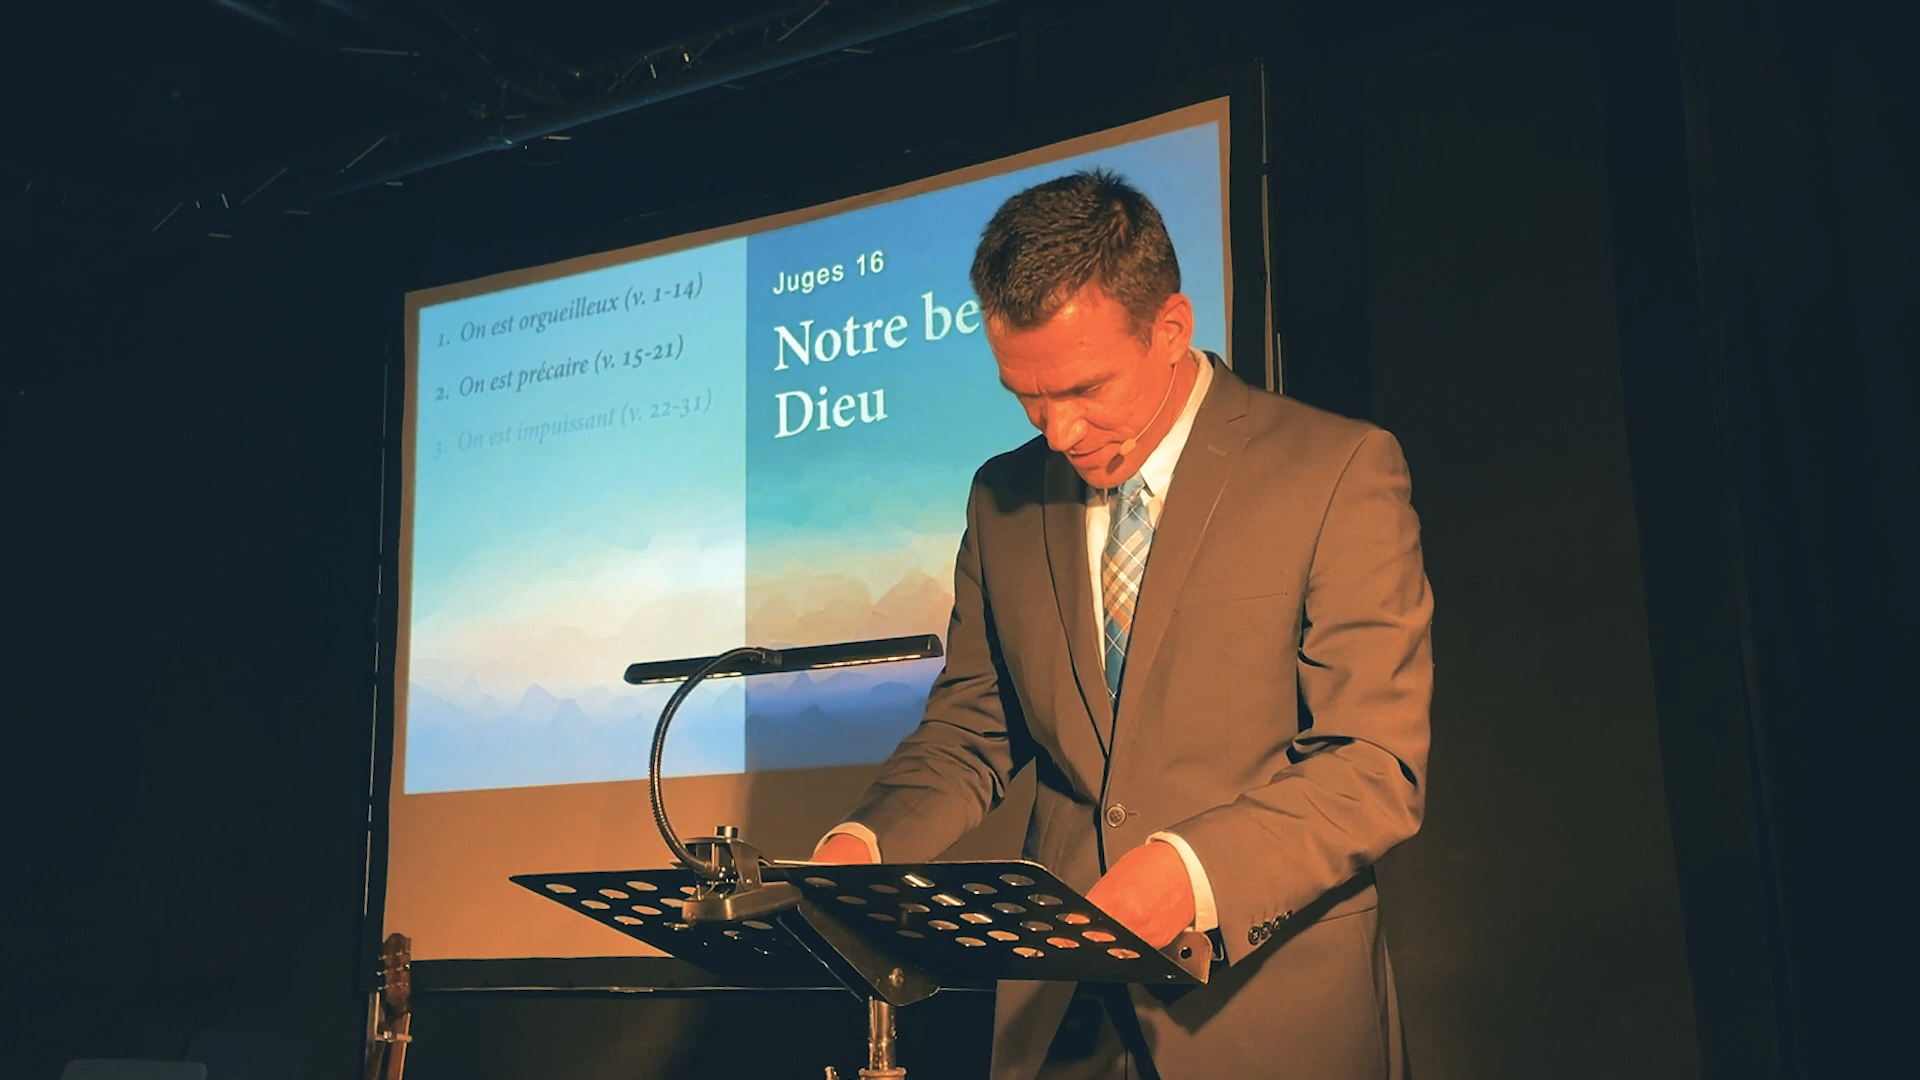 1. On est orgueilleux (v. 1-14)
2. On est précaire (v. 15-21)
3. On est impuissant (v. 22-31)
Juges 16
Notre be
Dieu